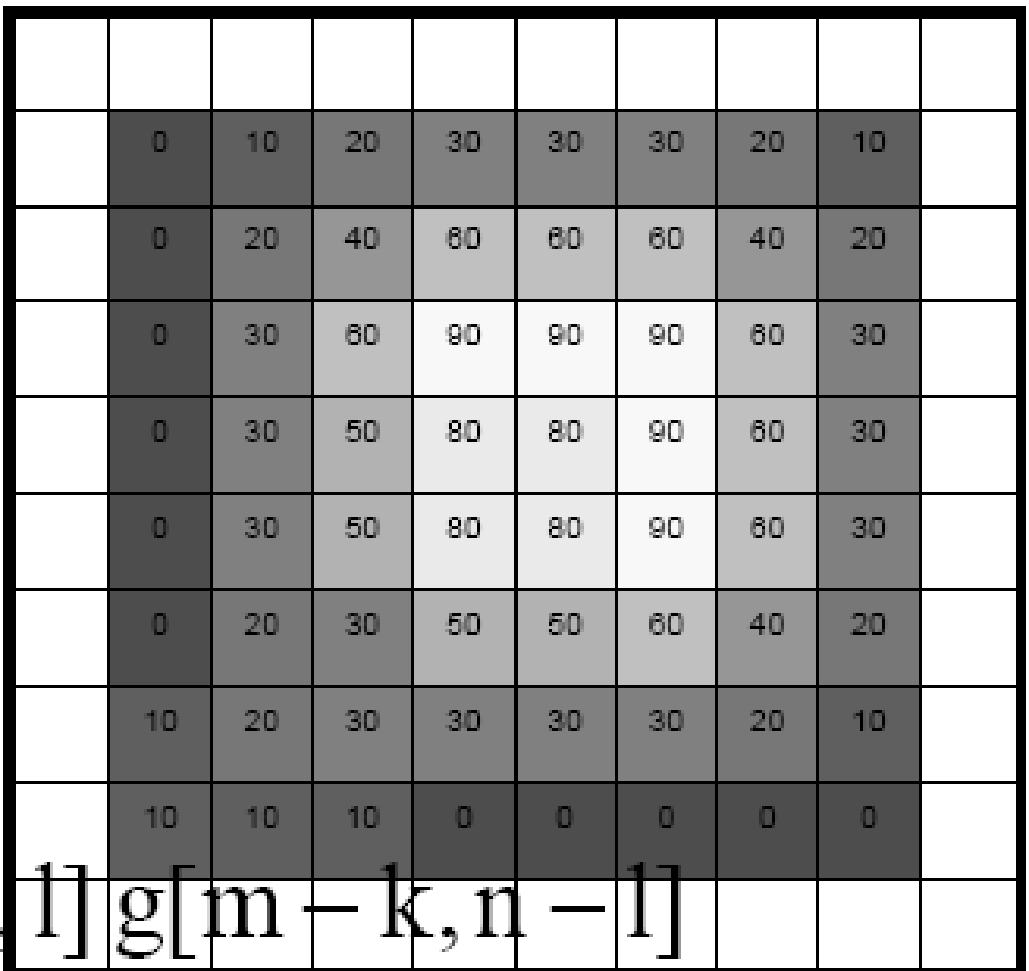 0 10 20 30 30 30 20 10
0 20 40 60 60 60 40 20
0 30 60 90 90 90 60 30
0 30 50 80 80 90 60 30
0 30 50 80 80 90 60 30
0 20 30 50 50 60 40 20
10 20 30 30 30 30 20 10
10 10 10 0 0 0 0 0
, l] g[m − k, n − l]